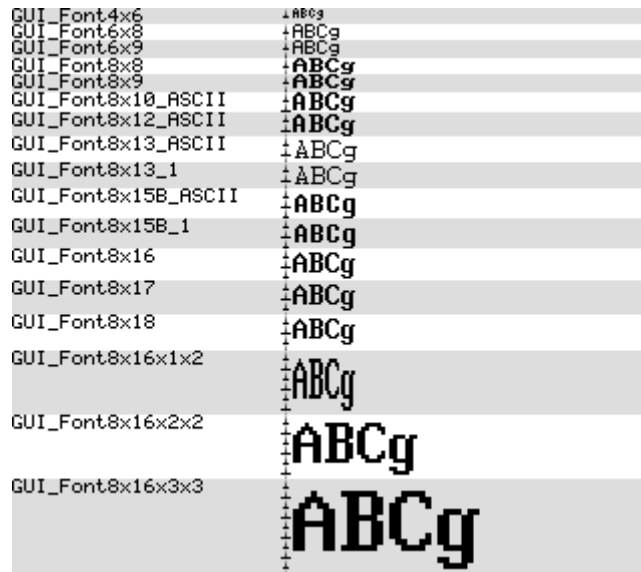 GUI_Font4x6 ABCg
GUI_Font6x8 ABCg
GUI_Font6x9 ABCg
GUI_Font8x8 ABCg
GUI_Font8x9 ABCg
GUI_Font8x10_ASCII ABCg
GUI_Font8x12_ASCII ABCg
GUI_Font8x13_ASCII ABCg
GUI_Font8x13_1 ABCg
GUI_Font8x15B_ASCII ABCg
GUI_Font8x15B_1 ABCg
GUI_Font8x16 ABCg
GUI_Font8x17 ABCg
GUI_Font8x18 ABCg
GUI_Font8x16x1x2 ABCg
GUI_Font8x16x2x2 ABCg
GUI_Font8x16x3x3 ABCg